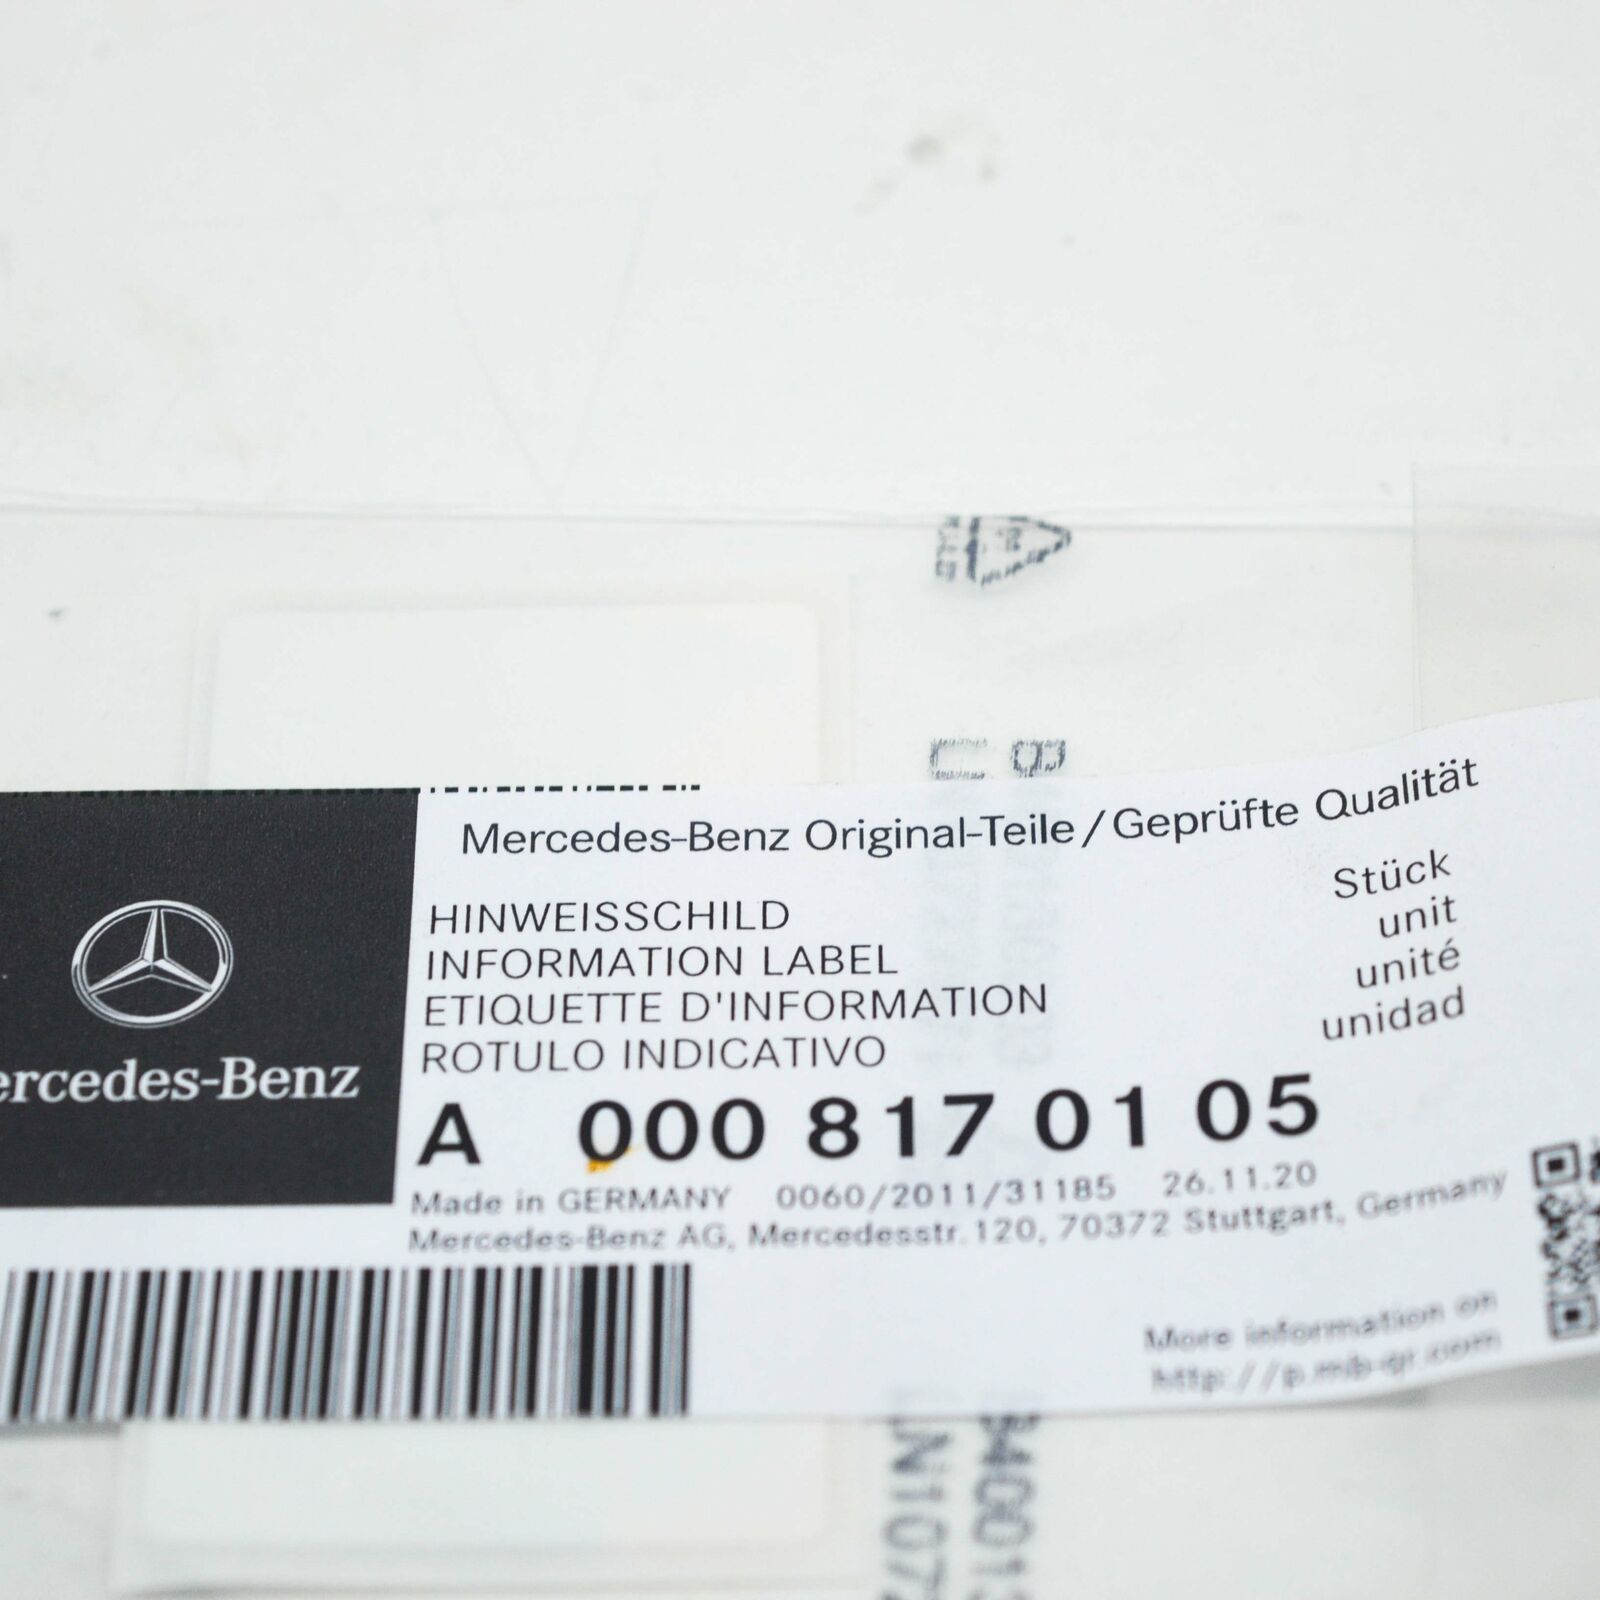 Mercedes-Benz Original-Teile/Geprüfte Qualität
HINWEISSCHILD
INFORMATION LABEL
ETIQUETTE D'INFORMATION
ROTULO INDICATIVO
Stück
unit
unité
unidad
ercedes-Benz
A 000 817 01 05
Made in GERMANY 0060/2011/31185 26.11.20
Mercedes-Benz AG, Mercedesstr.120, 70372 Stuttgart, Germany
More information on
http://p.mb-qr.com